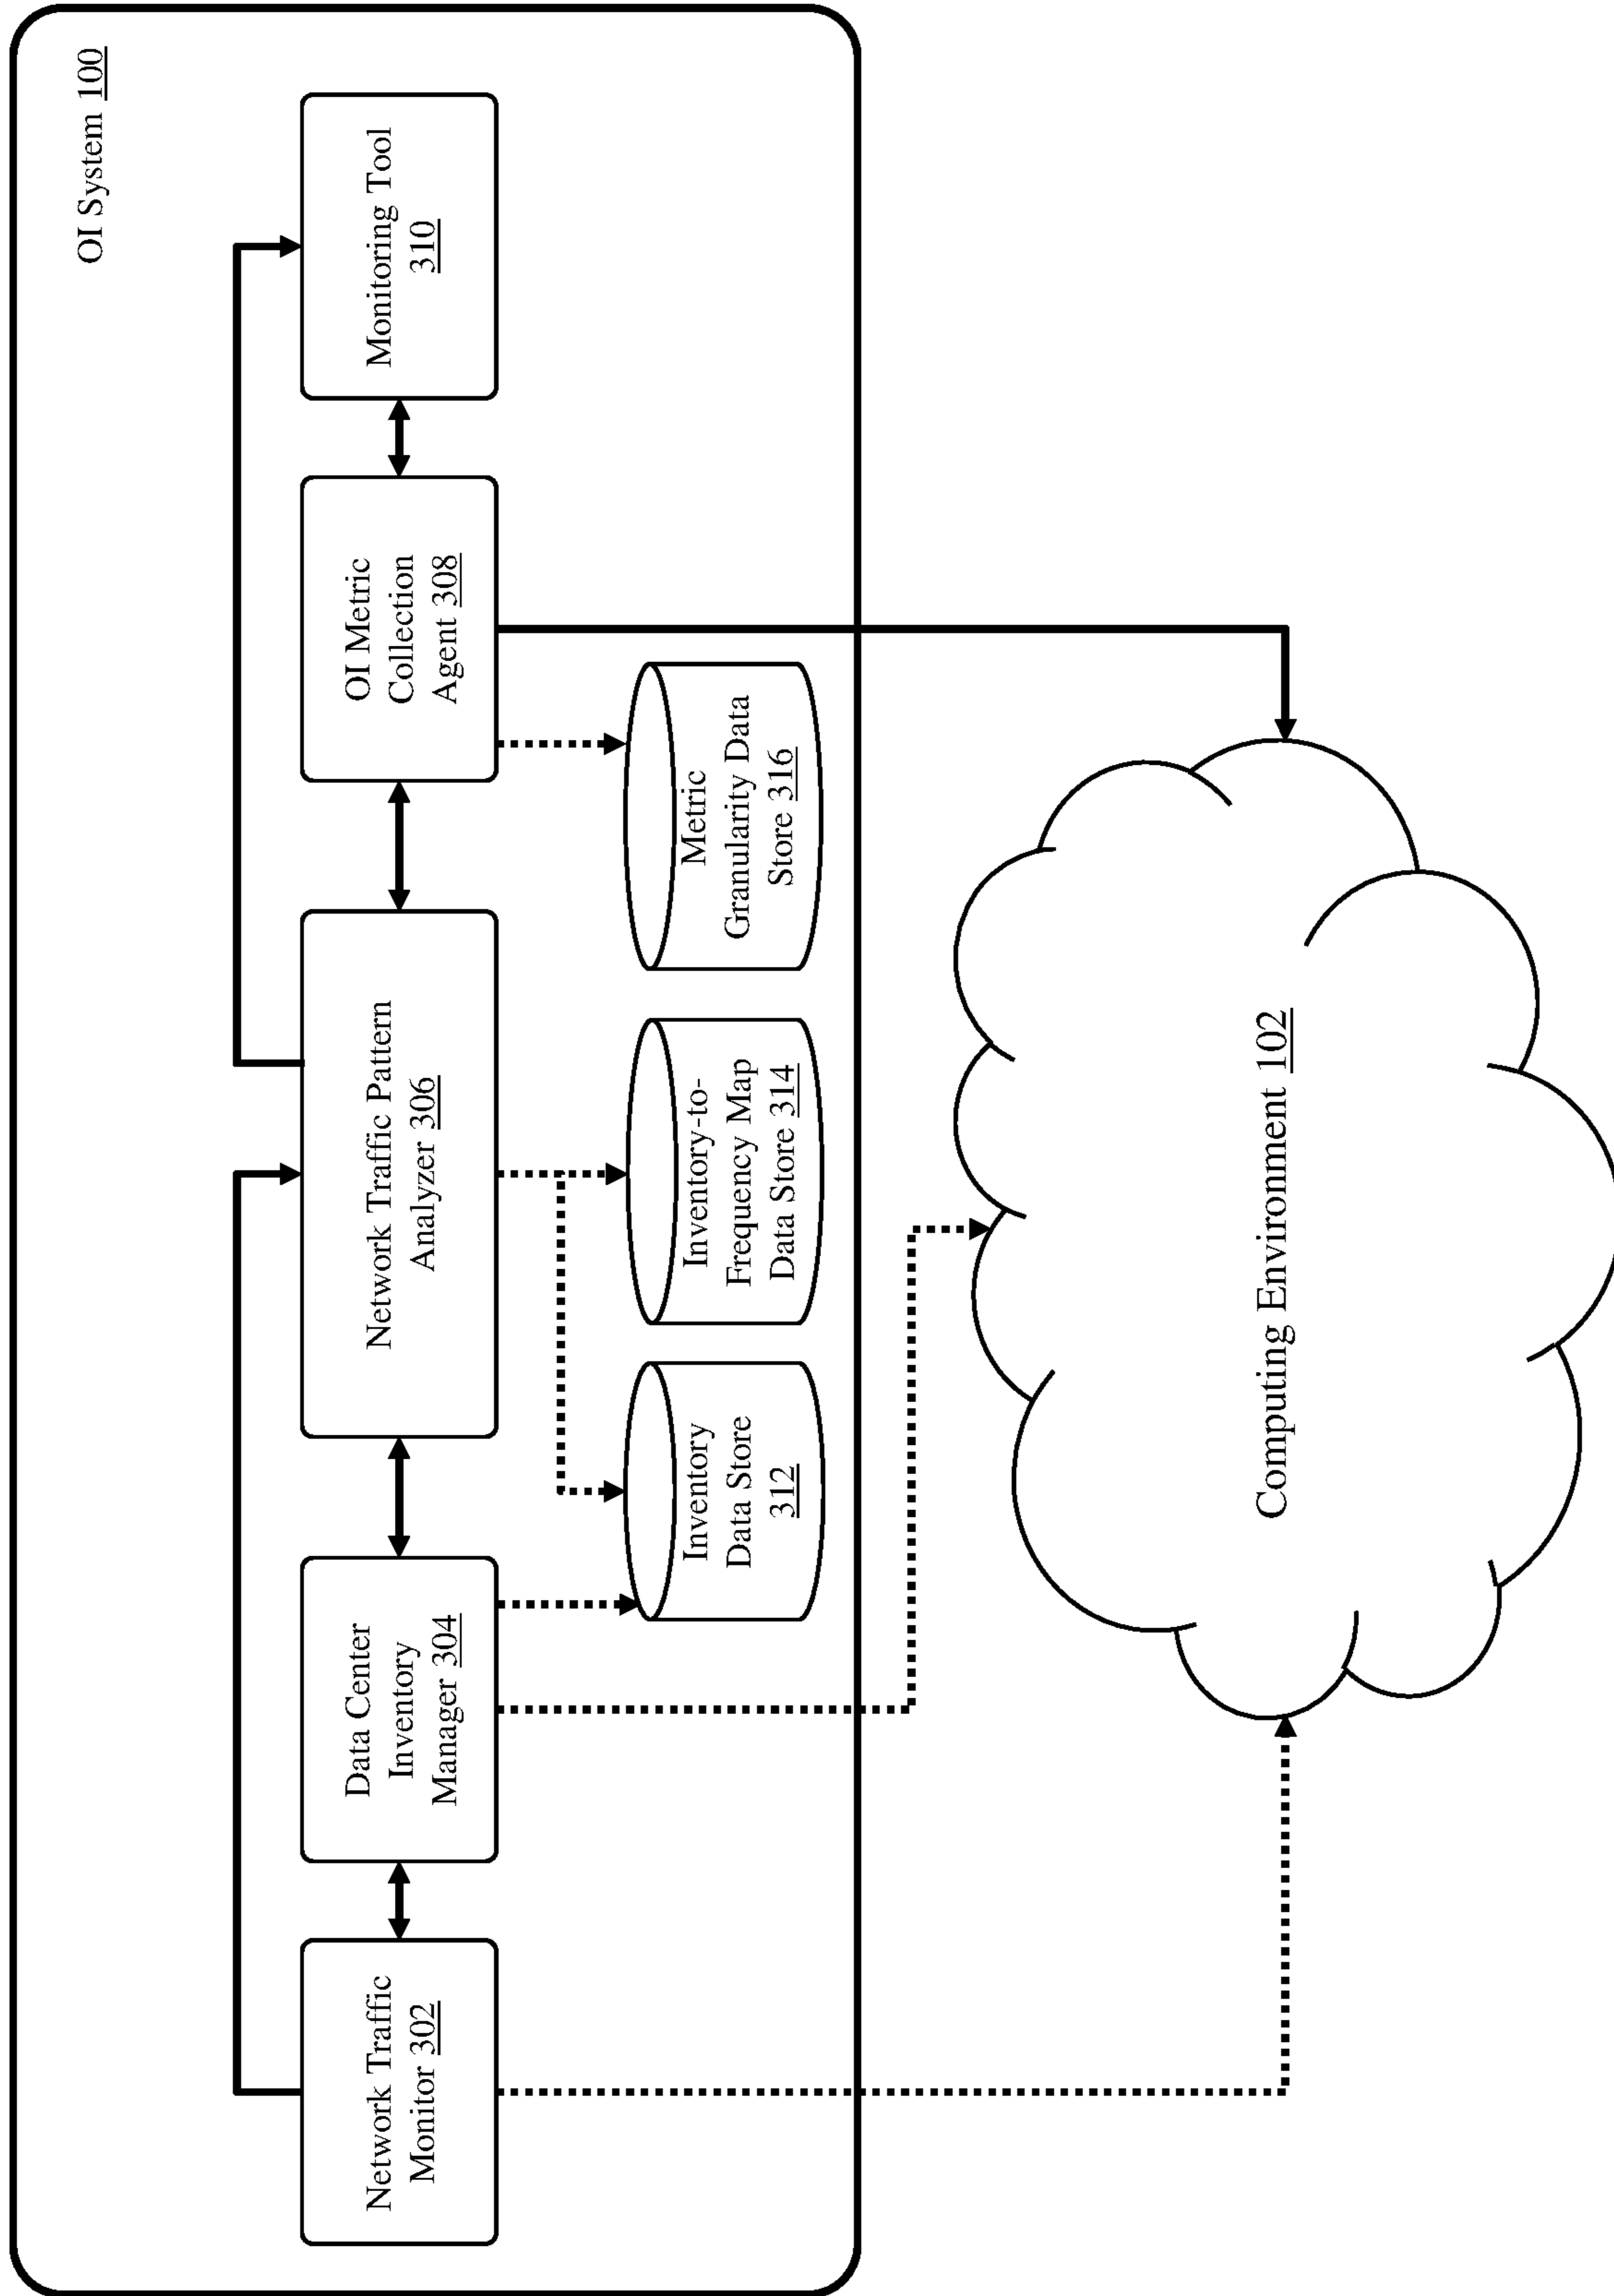 OI System 100
Network Traffic
Monitor 302
Data Center
Inventory
Manager 304
Network Traffic Pattern
Analyzer 306
OI Metric
Collection
Agent 308
Monitoring Tool
310
Inventory
Data Store
312
Inventory-to-
Frequency Map
Data Store 314
Metric
Granularity Data
Store 316
Computing Environment 102